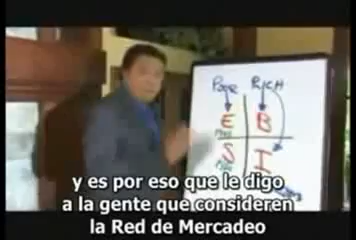 POOR RICH
E B
S I
y es por eso que le digo
a la gente que consideren
la Red de Mercadeo